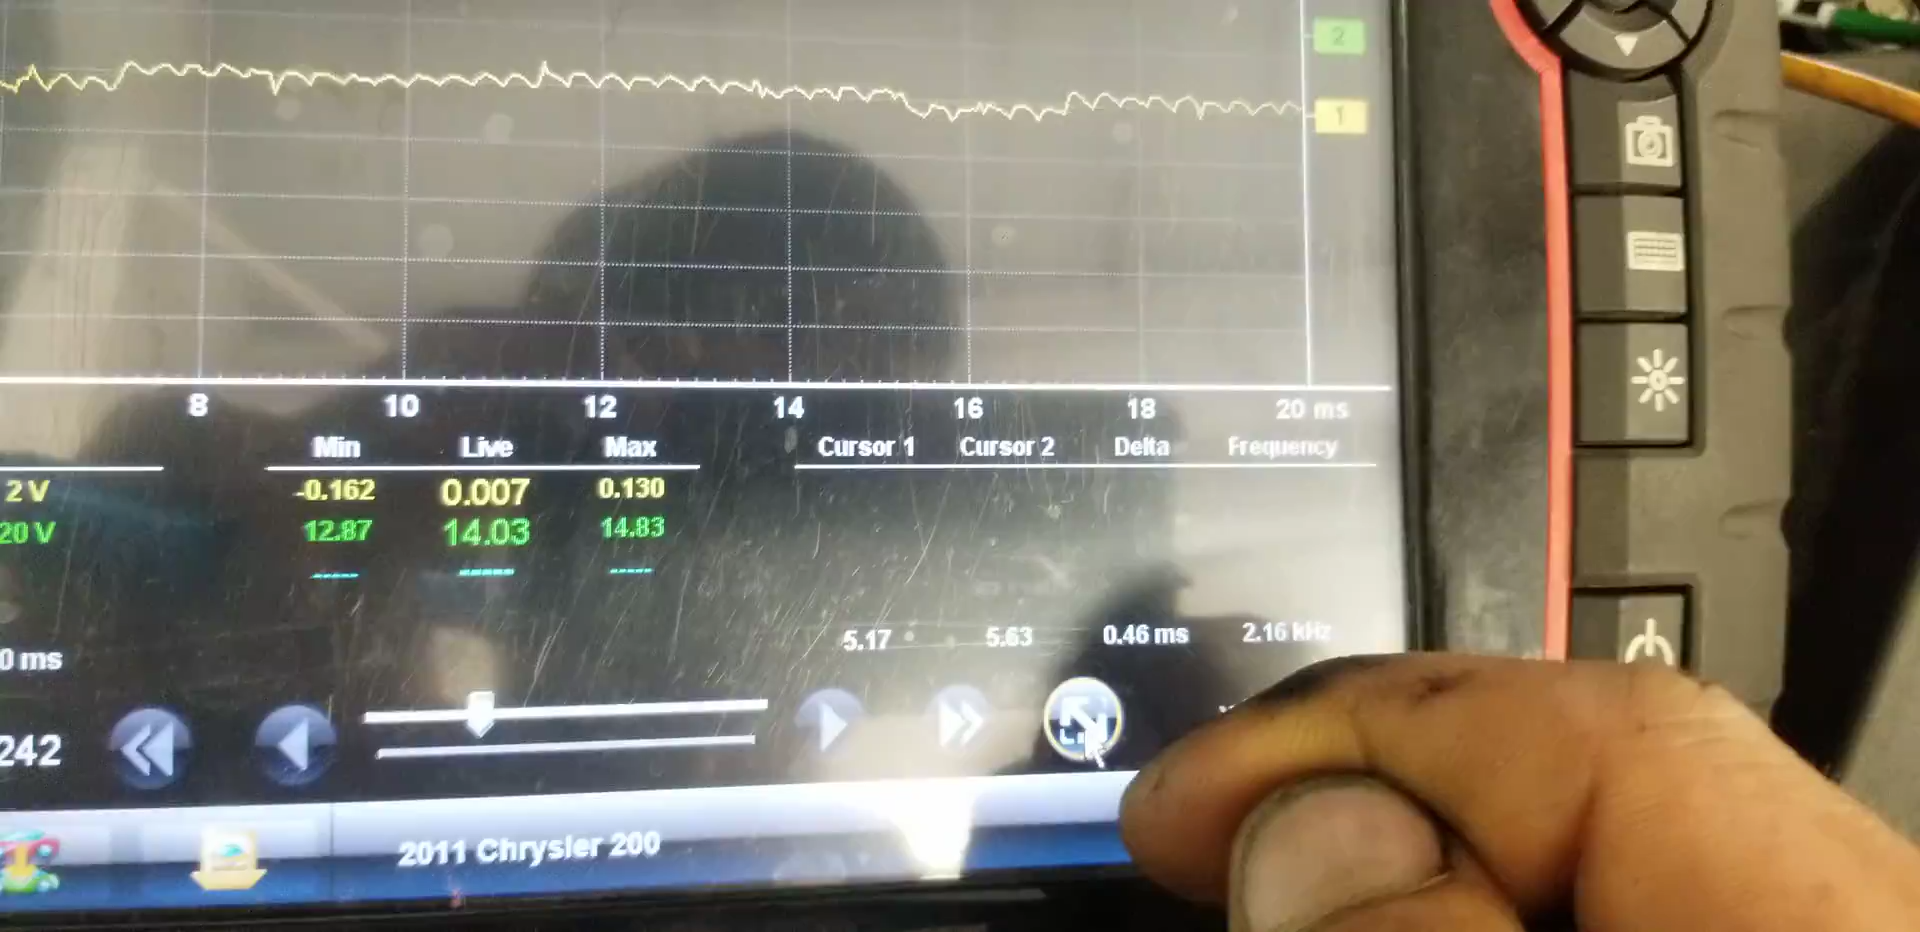 2
1
8 10 12 14 16 18 20 ms
Min Live Max Cursor 1 Cursor 2 Delta Frequency
2 V -0.162 0.007 0.130
20 V 12.87 14.03 14.83
----- ----- -----
5.17 5.63 0.46 ms 2.16 kHz
0 ms
242
2011 Chrysler 200